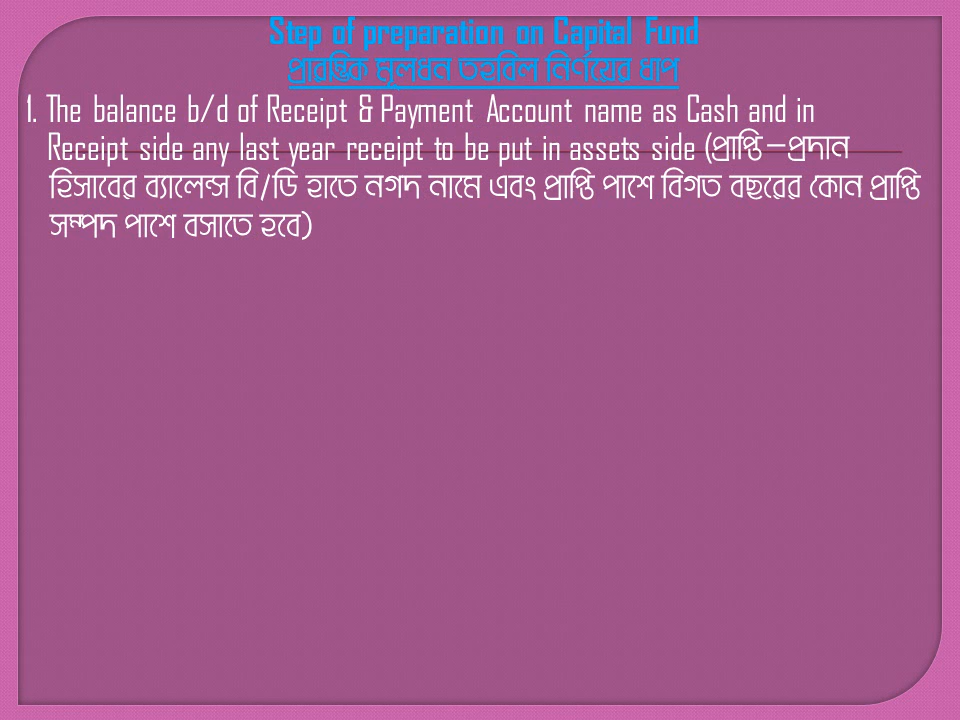 Step of preparation on Capital Fund
প্রারম্ভিক মুলধন তহবিল নির্ণয়ের ধাপ
1. The balance b/d of Receipt & Payment Account name as Cash and in
Receipt side any last year receipt to be put in assets side (প্রাপ্তি–প্রদান
হিসাবের ব্যালেন্স বি/ডি হাতে নগদ নামে এবং প্রাপ্তি পাশে বিগত বছরের কোন প্রাপ্তি
সম্পদ পাশে বসাতে হবে)